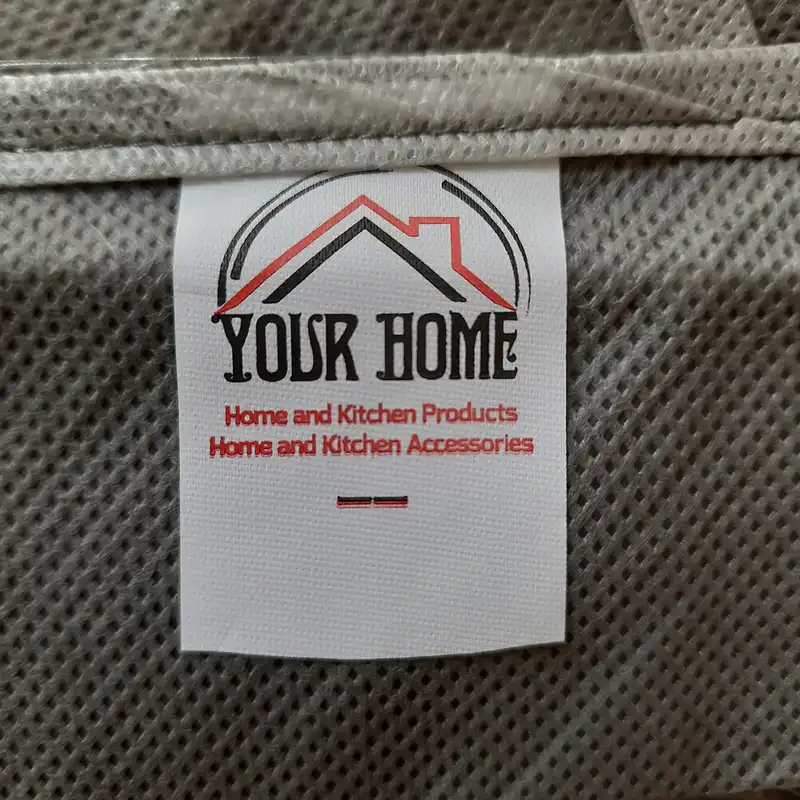 YOUR HOME
Home and Kitchen Products
Home and Kitchen Accessories